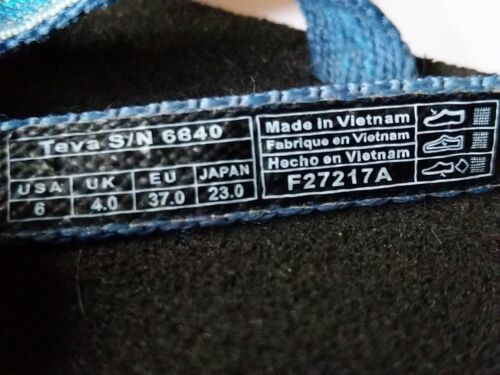 Teva S/N 6840
USA UK EU JAPAN
6 4.0 37.0 23.0
Made in Vietnam
Fabrique en Vietnam
Hecho en Vietnam
F27217A